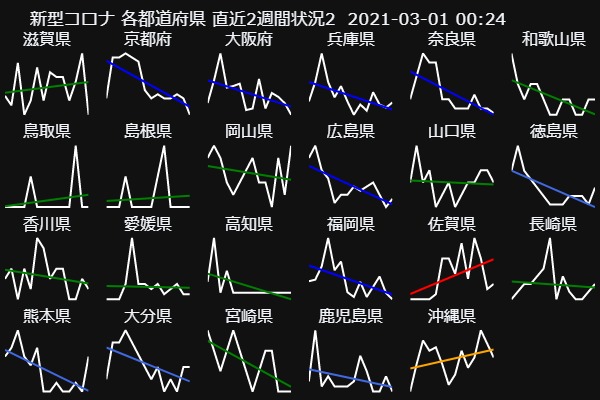 新型コロナ 各都道府県 直近2週間状況2 2021-03-01 00:24
滋賀県 京都府 大阪府 兵庫県 奈良県 和歌山県
鳥取県 島根県 岡山県 広島県 山口県 徳島県
香川県 愛媛県 高知県 福岡県 佐賀県 長崎県
熊本県 大分県 宮崎県 鹿児島県 沖縄県